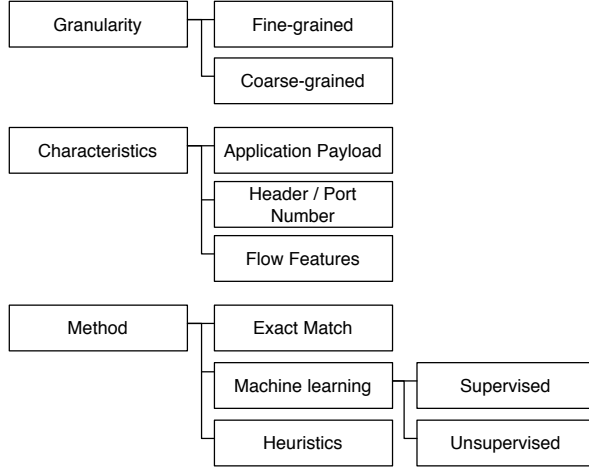 Granularity
Fine-grained
Coarse-grained
Characteristics
Application Payload
Header / Port
Number
Flow Features
Method
Exact Match
Machine learning
Supervised
Heuristics
Unsupervised